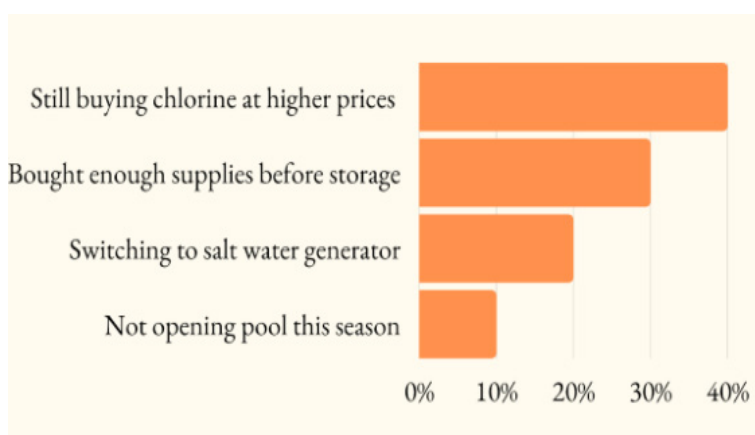 Still buying chlorine at higher prices
Bought enough supplies before storage
Switching to salt water generator
Not opening pool this season
0% 10% 20% 30% 40%